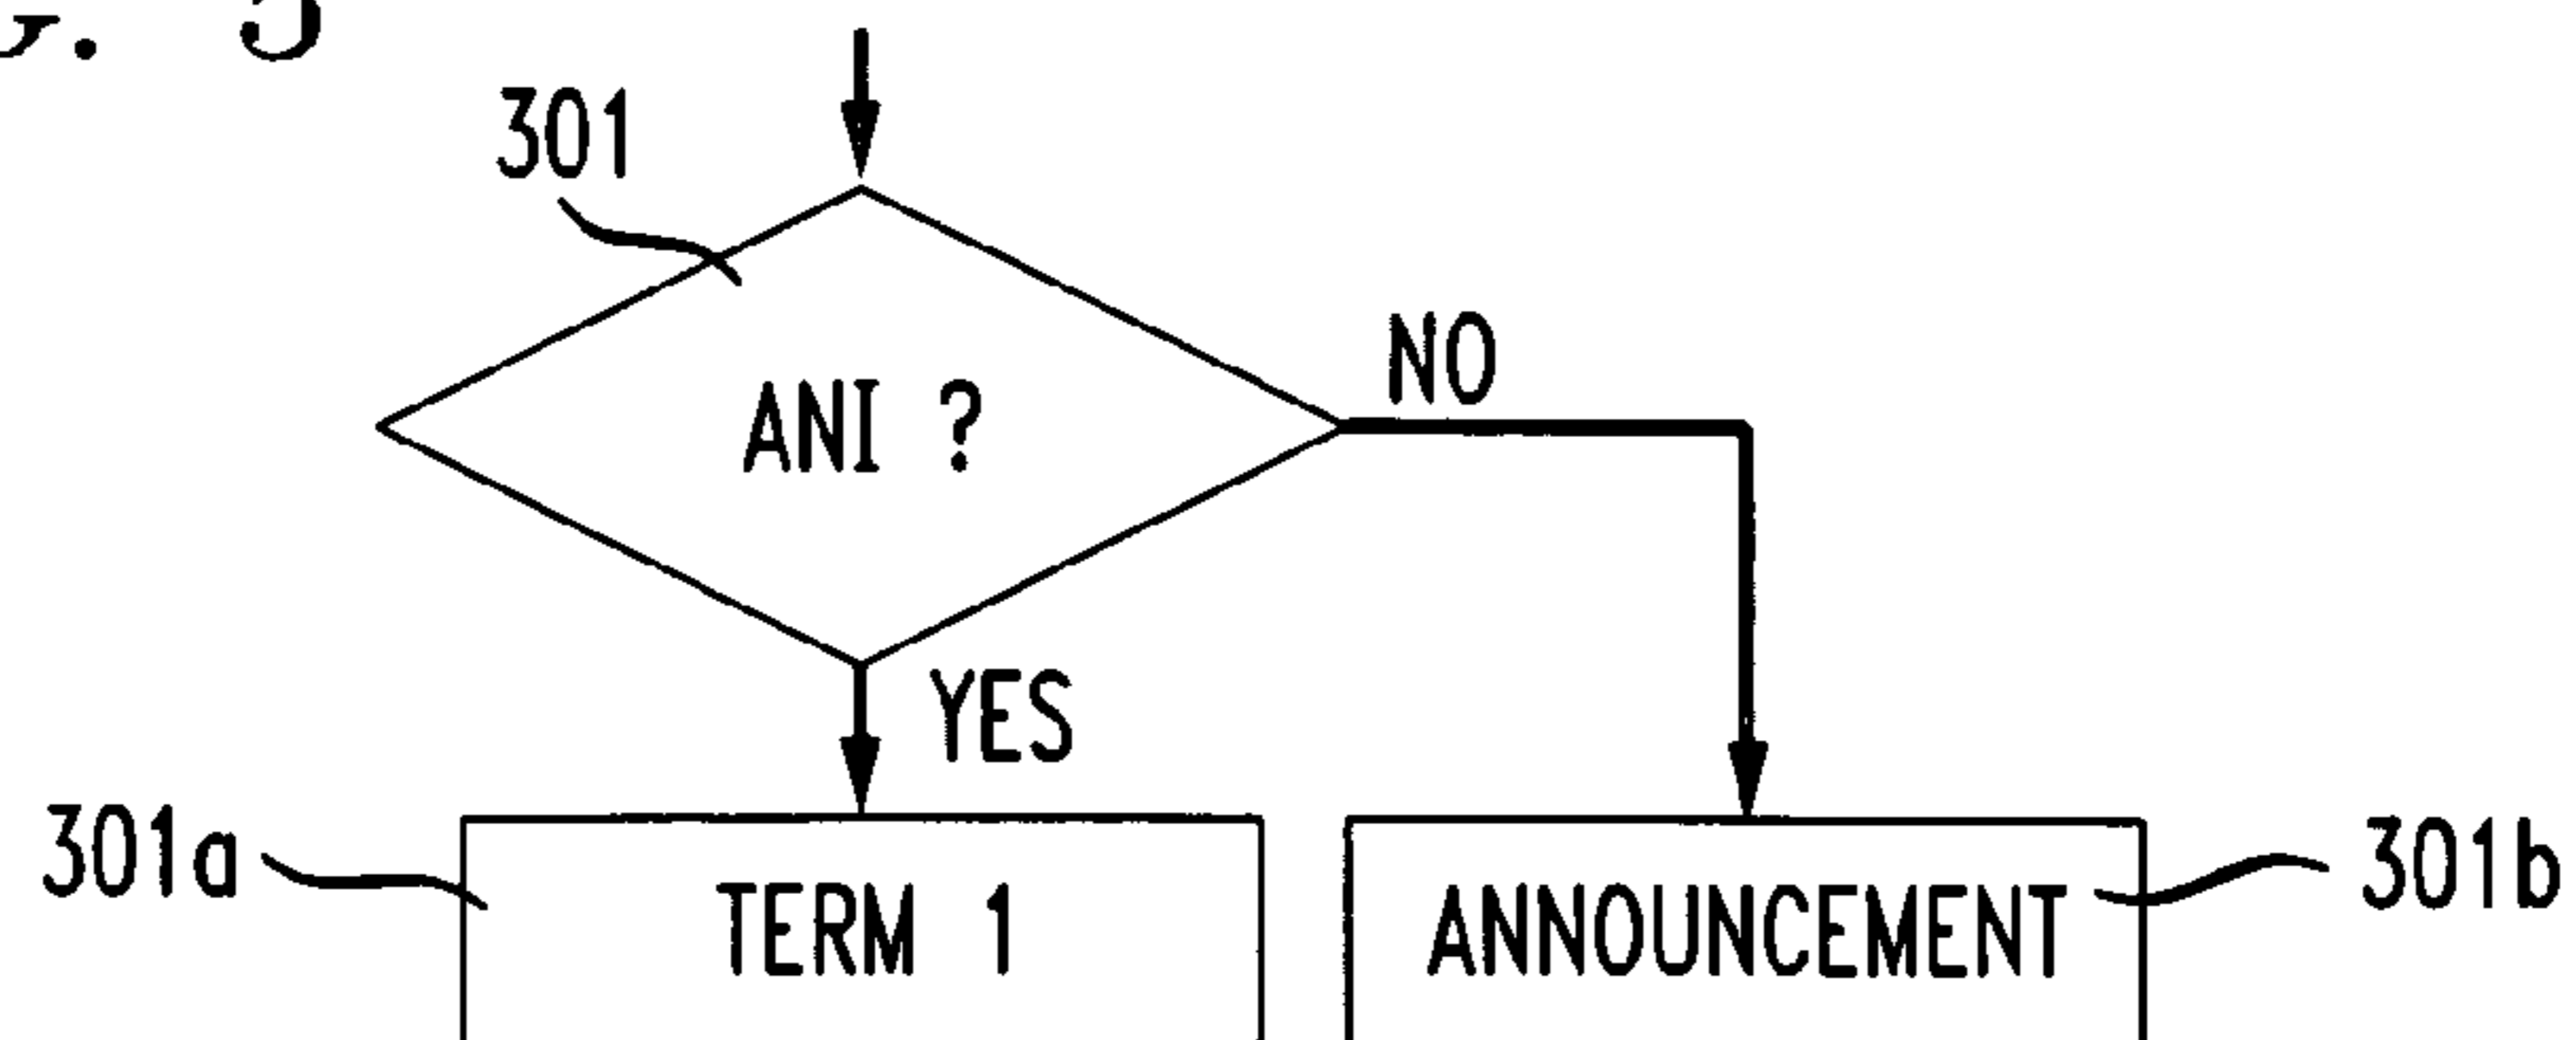 301
NO
ANI ?
YES
301a
TERM 1
ANNOUNCEMENT
301b